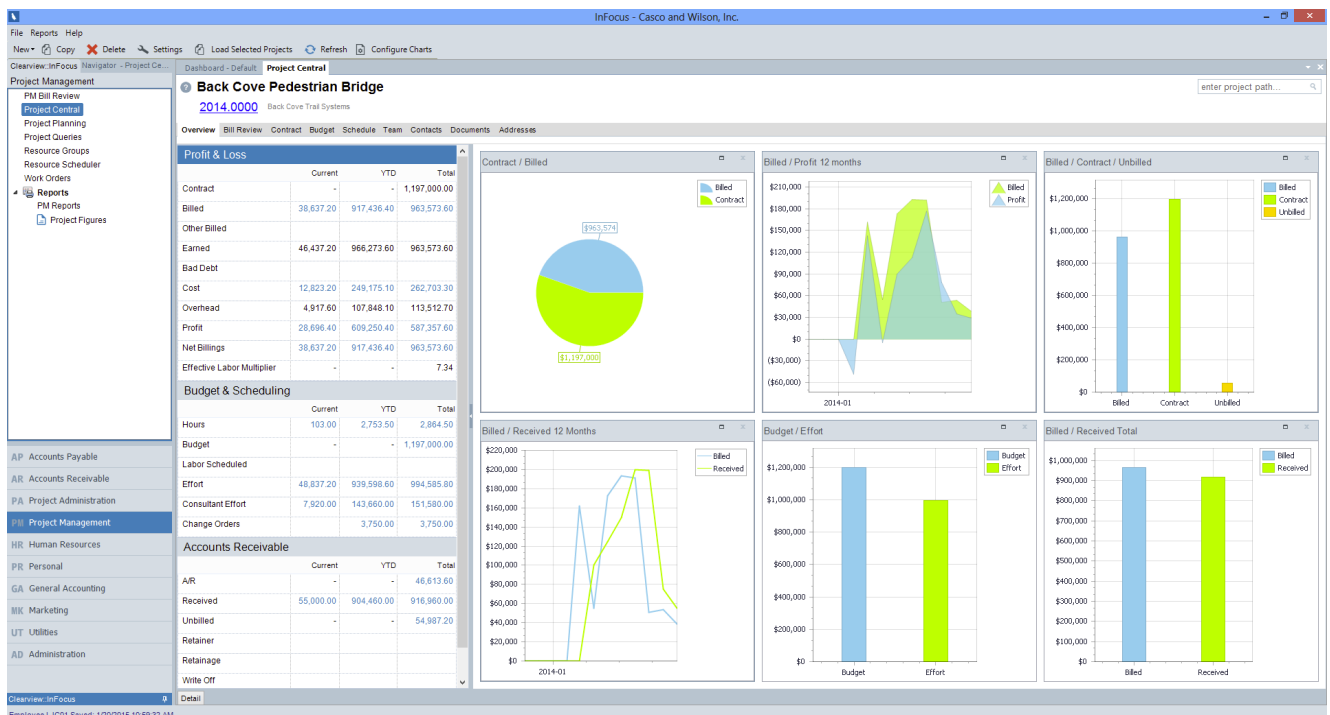 InFocus - Casco and Wilson, Inc.
File Reports Help
New Copy Delete Settings Load Selected Projects Refresh Configure Charts
Clearview::InFocus Navigator - Project Ce...
Project Management
PM Bill Review
Project Central
Project Planning
Project Queries
Resource Groups
Resource Scheduler
Work Orders
Reports
PM Reports
Project Figures
AP Accounts Payable
AR Accounts Receivable
PA Project Administration
PM Project Management
HR Human Resources
PR Personal
GA General Accounting
MK Marketing
UT Utilities
AD Administration
Clearview::InFocus
Dashboard - Default Project Central
Back Cove Pedestrian Bridge
enter project path...
2014.0000 Back Cove Trail Systems
Overview Bill Review Contract Budget Schedule Team Contacts Documents Addresses
Profit & Loss
Current YTD Total
Contract - - 1,197,000.00
Billed 38,637.20 917,436.40 963,573.60
Other Billed
Earned 46,437.20 966,273.60 963,573.60
Bad Debt
Cost 12,823.20 249,175.10 262,703.30
Overhead 4,917.60 107,848.10 113,512.70
Profit 28,696.40 609,250.40 587,357.60
Net Billings 38,637.20 917,436.40 963,573.60
Effective Labor Multiplier - - 7.34
Budget & Scheduling
Current YTD Total
Hours 103.00 2,753.50 2,864.50
Budget - - 1,197,000.00
Labor Scheduled
Effort 48,837.20 939,598.60 994,585.80
Consultant Effort 7,920.00 143,660.00 151,580.00
Change Orders 3,750.00 3,750.00
Accounts Receivable
Current YTD Total
A/R - - 46,613.60
Received 55,000.00 904,460.00 916,960.00
Unbilled - - 54,987.20
Retainer
Retainage
Write Off
Detail
Contract / Billed
Billed
Contract
$963,574
$1,197,000
Billed / Profit 12 months
Billed
Profit
$210,000
$180,000
$150,000
$120,000
$90,000
$60,000
$30,000
$0
($30,000)
($60,000)
2014-01
Billed / Contract / Unbilled
Billed
Contract
Unbilled
$1,200,000
$1,000,000
$800,000
$600,000
$400,000
$200,000
$0
Billed Contract Unbilled
Billed / Received 12 Months
Billed
Received
$220,000
$200,000
$180,000
$160,000
$140,000
$120,000
$100,000
$80,000
$60,000
$40,000
$20,000
$0
2014-01
Budget / Effort
Budget
Effort
$1,200,000
$1,000,000
$800,000
$600,000
$400,000
$200,000
$0
Budget Effort
Billed / Received Total
Billed
Received
$1,000,000
$900,000
$800,000
$700,000
$600,000
$500,000
$400,000
$300,000
$200,000
$100,000
$0
Billed Received